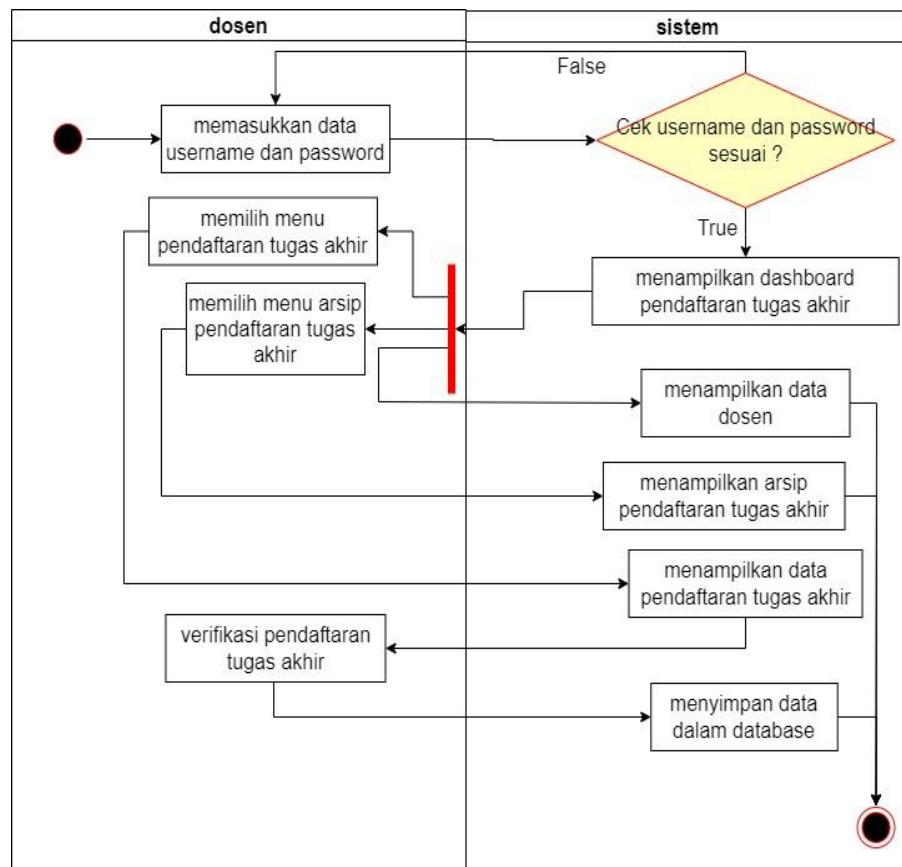 dosen
sistem
False
memasukkan data
username dan password
Cek username dan password
sesuai ?
True
memilih menu
pendaftaran tugas akhir
menampilkan dashboard
pendaftaran tugas akhir
memilih menu arsip
pendaftaran tugas
akhir
menampilkan data
dosen
menampilkan arsip
pendaftaran tugas akhir
menampilkan data
pendaftaran tugas akhir
verifikasi pendaftaran
tugas akhir
menyimpan data
dalam database